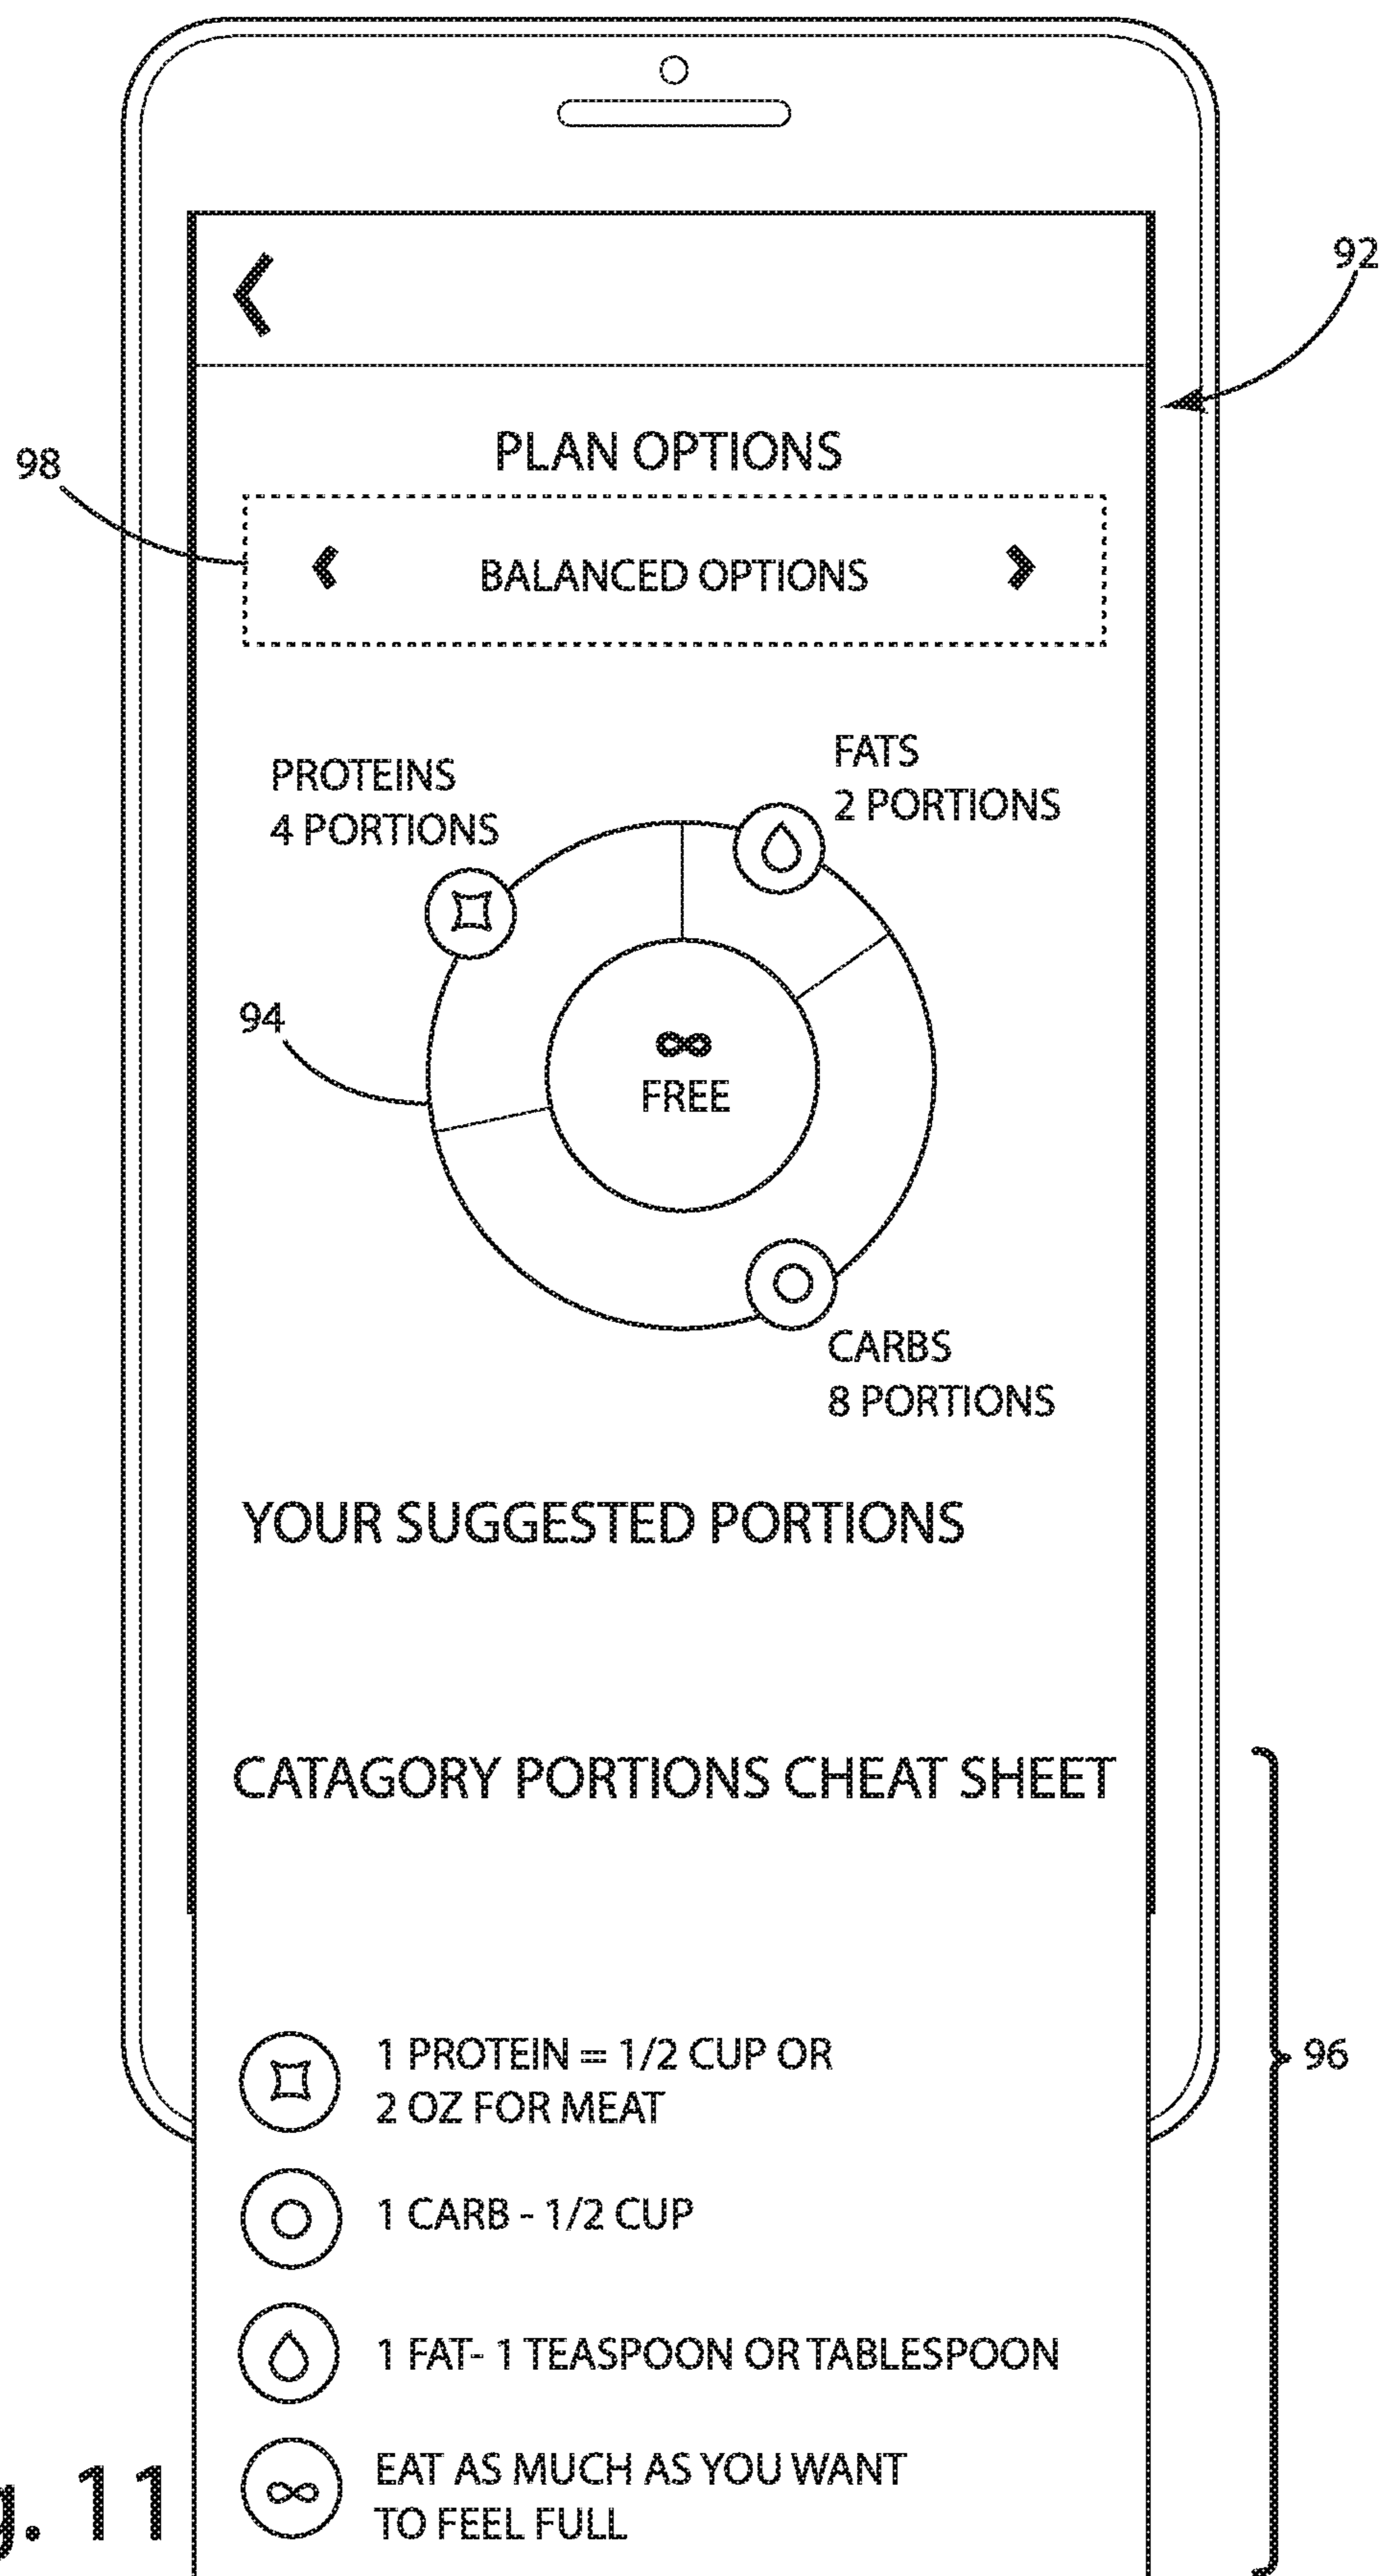 92
PLAN OPTIONS
98
BALANCED OPTIONS
FATS
2 PORTIONS
PROTEINS
4 PORTIONS
94
∞
FREE
CARBS
8 PORTIONS
YOUR SUGGESTED PORTIONS
CATAGORY PORTIONS CHEAT SHEET
1 PROTEIN = 1/2 CUP OR
2 OZ FOR MEAT
96
1 CARB - 1/2 CUP
1 FAT- 1 TEASPOON OR TABLESPOON
EAT AS MUCH AS YOU WANT
TO FEEL FULL
g. 11